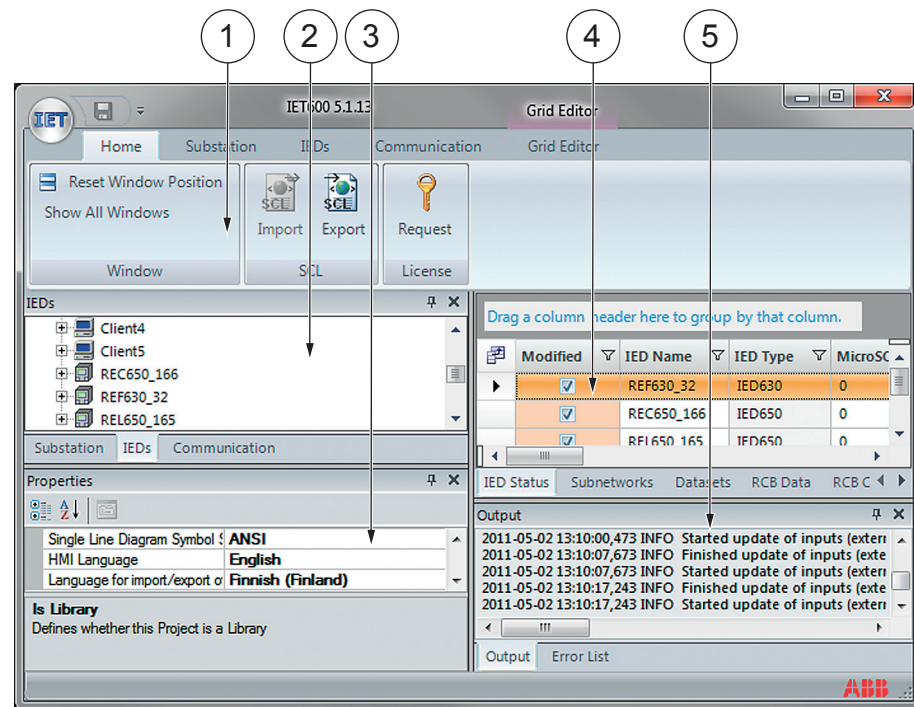 1 2 3 4 5
IET
IET600 5.1.13
Grid Editor
Home Substation IEDs Communication Grid Editor
Reset Window Position
Show All Windows
Window
SCL SCL
Import Export
SCL
Request
License
IEDs
Client4
Client5
REC650_166
REF630_32
REL650_165
Substation IEDs Communication
Properties
Single Line Diagram Symbol ANSI
HMI Language English
Language for import/export Finnish (Finland)
Is Library
Defines whether this Project is a Library
Drag a column header here to group by that column.
Modified IED Name IED Type MicroSC
REF630_32 IED630 0
REC650_166 IED650 0
REL650_165 IED650 0
IED Status Subnetworks Datasets RCB Data RCB C
Output
2011-05-02 13:10:00,473 INFO Started update of inputs (extern
2011-05-02 13:10:07,673 INFO Finished update of inputs (exte
2011-05-02 13:10:07,673 INFO Started update of inputs (extern
2011-05-02 13:10:17,243 INFO Finished update of inputs (exte
2011-05-02 13:10:17,243 INFO Started update of inputs (extern
Output Error List
ABB